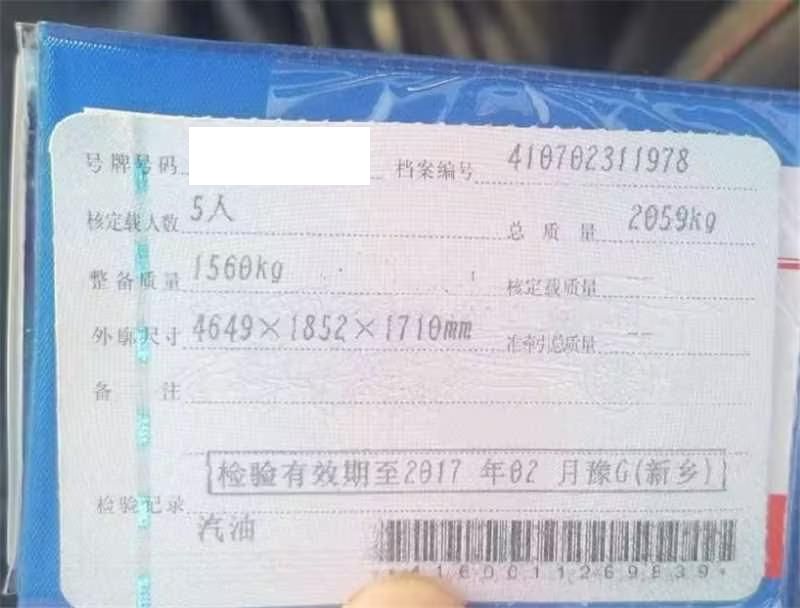 号牌号码 档案编号 410702311978
核定载人数 5人 总质量 2059kg
整备质量 1560kg 核定载质量 --
外廓尺寸 4649×1852×1710mm 准牵引总质量 --
备注
检验有效期至2017年02月豫G(新乡)
检验记录
汽油
*4160011269839*